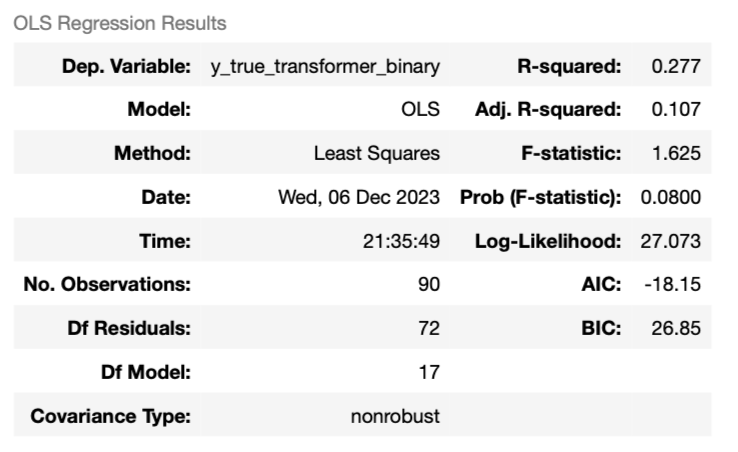 OLS Regression Results
Dep. Variable: y_true_transformer_binary R-squared: 0.277
Model: OLS Adj. R-squared: 0.107
Method: Least Squares F-statistic: 1.625
Date: Wed, 06 Dec 2023 Prob (F-statistic): 0.0800
Time: 21:35:49 Log-Likelihood: 27.073
No. Observations: 90 AIC: -18.15
Df Residuals: 72 BIC: 26.85
Df Model: 17
Covariance Type: nonrobust